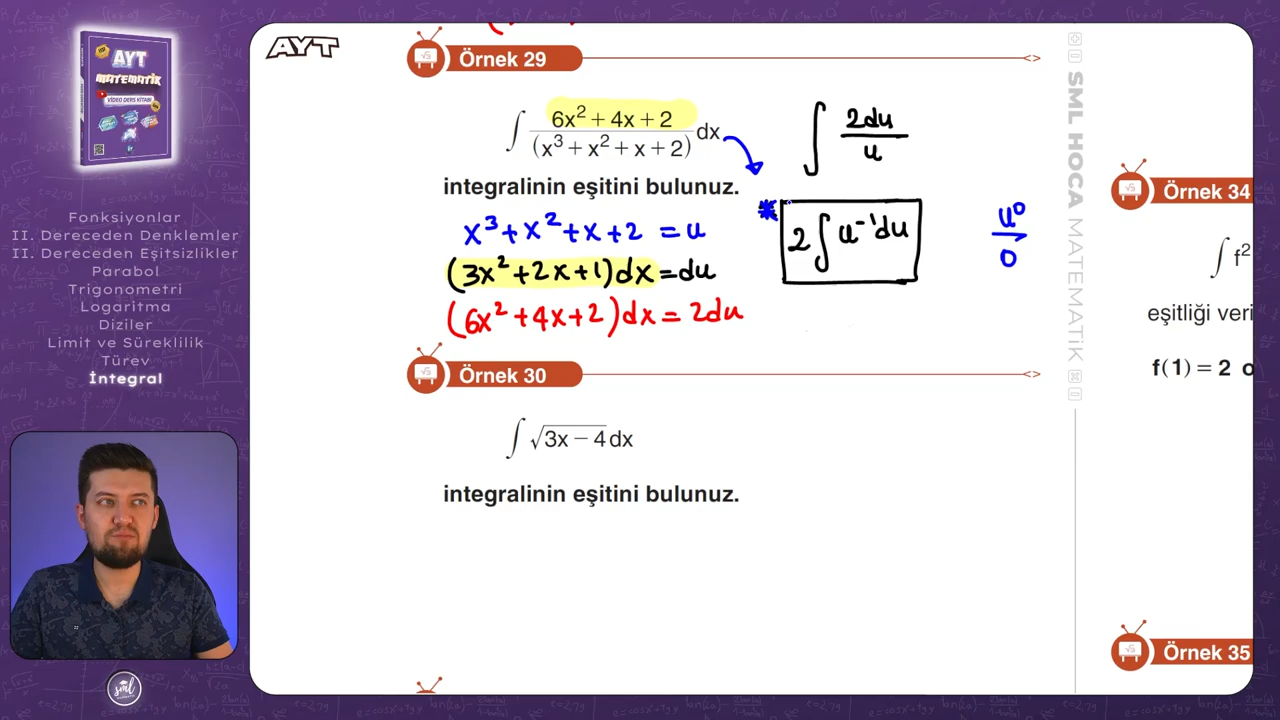 AYT
MATEMATİK
VİDEO DERS KİTABI
Fonksiyonlar
II. Dereceden Denklemler
II. Dereceden Eşitsizlikler
Parabol
Trigonometri
Logaritma
Diziler
Limit ve Süreklilik
Türev
İntegral
sml
AYT
Örnek 29
∫ 6x² + 4x + 2 / (x³ + x² + x + 2) dx
integralinin eşitini bulunuz.
x³ + x² + x + 2 = u
(3x² + 2x + 1)dx = du
(6x² + 4x + 2)dx = 2du
∫ 2du / u
* 2∫u⁻¹du
u⁰ / 0
Örnek 30
∫ √3x − 4 dx
integralinin eşitini bulunuz.
SML HOCA MATEMATİK
Örnek 34
∫ f²
eşitliği veri
f(1) = 2 o
Örnek 35